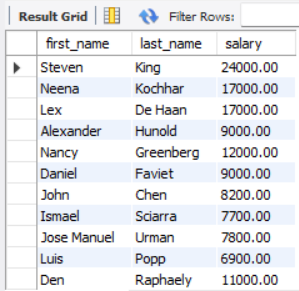 Result Grid Filter Rows:
first_name last_name salary
Steven King 24000.00
Neena Kochhar 17000.00
Lex De Haan 17000.00
Alexander Hunold 9000.00
Nancy Greenberg 12000.00
Daniel Faviet 9000.00
John Chen 8200.00
Ismael Sciarra 7700.00
Jose Manuel Urman 7800.00
Luis Popp 6900.00
Den Raphaely 11000.00